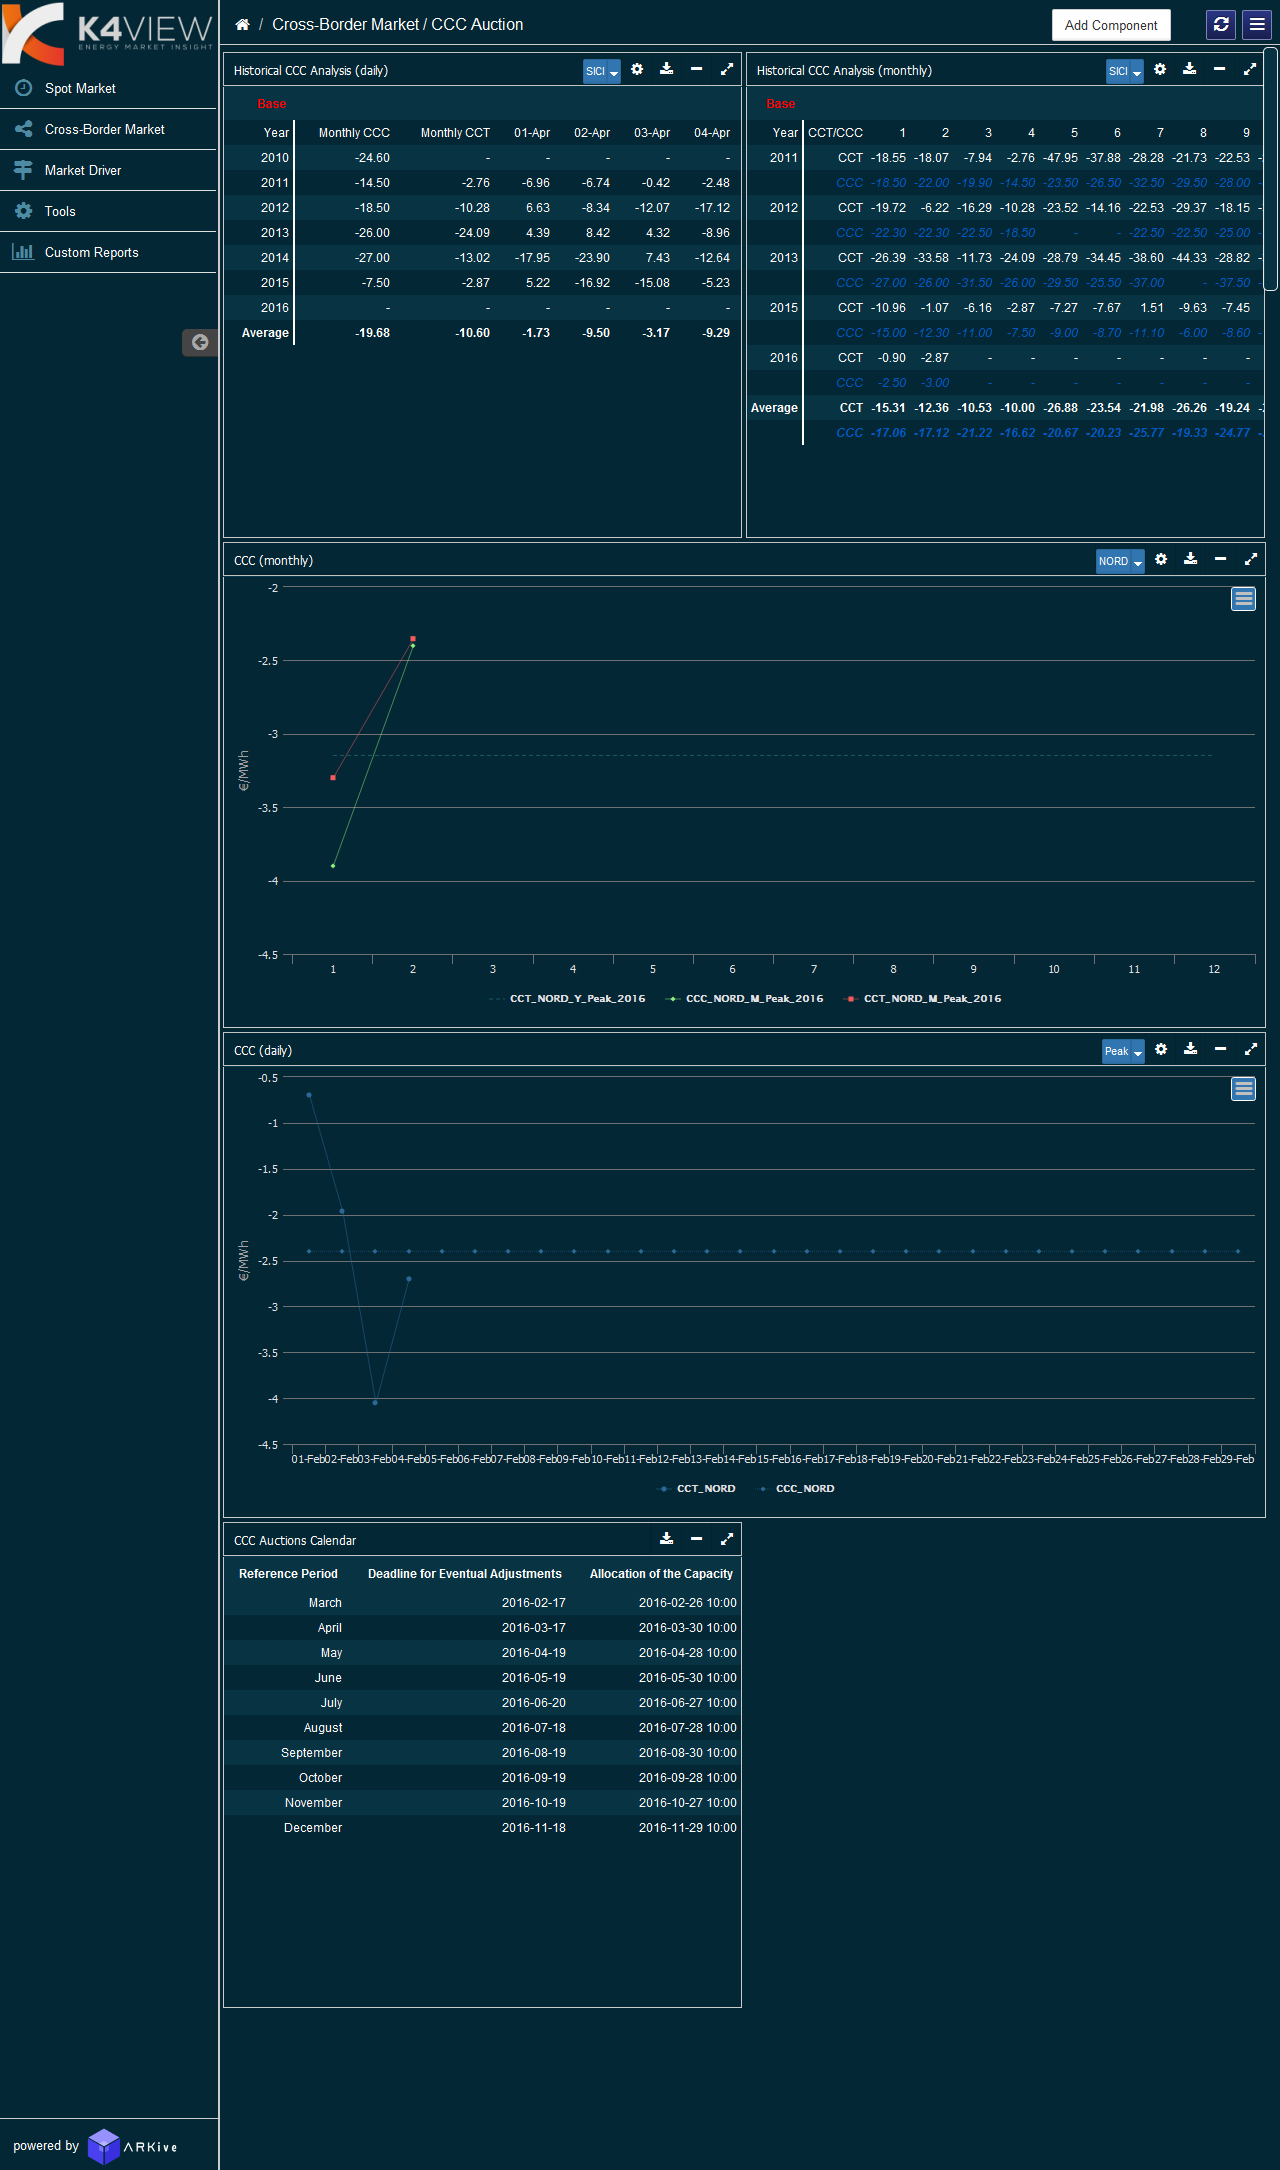 K4VIEW
ENERGY MARKET INSIGHT
Spot Market
Cross-Border Market
Market Driver
Tools
Custom Reports
/ Cross-Border Market / CCC Auction
Add Component
Historical CCC Analysis (daily)
SICI
Base
Year Monthly CCC Monthly CCT 01-Apr 02-Apr 03-Apr 04-Apr
2010 -24.60 - - - - -
2011 -14.50 -2.76 -6.96 -6.74 -0.42 -2.48
2012 -18.50 -10.28 6.63 -8.34 -12.07 -17.12
2013 -26.00 -24.09 4.39 8.42 4.32 -8.96
2014 -27.00 -13.02 -17.95 -23.90 7.43 -12.64
2015 -7.50 -2.87 5.22 -16.92 -15.08 -5.23
2016 - - - - - -
Average -19.68 -10.60 -1.73 -9.50 -3.17 -9.29
Historical CCC Analysis (monthly)
SICI
Base
Year CCT/CCC 1 2 3 4 5 6 7 8 9
2011 CCT -18.55 -18.07 -7.94 -2.76 -47.95 -37.88 -28.28 -21.73 -22.53
CCC -18.50 -22.00 -19.90 -14.50 -23.50 -26.50 -32.50 -29.50 -28.00
2012 CCT -19.72 -6.22 -16.29 -10.28 -23.52 -14.16 -22.53 -29.37 -18.15
CCC -22.30 -22.30 -22.50 -18.50 - - -22.50 -22.50 -25.00
2013 CCT -26.39 -33.58 -11.73 -24.09 -28.79 -34.45 -38.60 -44.33 -28.82
CCC -27.00 -26.00 -31.50 -26.00 -29.50 -25.50 -37.00 - -37.50
2015 CCT -10.96 -1.07 -6.16 -2.87 -7.27 -7.67 1.51 -9.63 -7.45
CCC -15.00 -12.30 -11.00 -7.50 -9.00 -8.70 -11.10 -6.00 -8.60
2016 CCT -0.90 -2.87 - - - - - - -
CCC -2.50 -3.00 - - - - - - -
Average CCT -15.31 -12.36 -10.53 -10.00 -26.88 -23.54 -21.98 -26.26 -19.24
CCC -17.06 -17.12 -21.22 -16.62 -20.67 -20.23 -25.77 -19.33 -24.77
CCC (monthly)
NORD
-2
-2.5
-3
-3.5
-4
-4.5
€/MWh
1 2 3 4 5 6 7 8 9 10 11 12
CCT_NORD_Y_Peak_2016 CCC_NORD_M_Peak_2016 CCT_NORD_M_Peak_2016
CCC (daily)
Peak
-0.5
-1
-1.5
-2
-2.5
-3
-3.5
-4
-4.5
€/MWh
01-Feb 02-Feb 03-Feb 04-Feb 05-Feb 06-Feb 07-Feb 08-Feb 09-Feb 10-Feb 11-Feb 12-Feb 13-Feb 14-Feb 15-Feb 16-Feb 17-Feb 18-Feb 19-Feb 20-Feb 21-Feb 22-Feb 23-Feb 24-Feb 25-Feb 26-Feb 27-Feb 28-Feb 29-Feb
CCT_NORD CCC_NORD
CCC Auctions Calendar
Reference Period Deadline for Eventual Adjustments Allocation of the Capacity
March 2016-02-17 2016-02-26 10:00
April 2016-03-17 2016-03-30 10:00
May 2016-04-19 2016-04-28 10:00
June 2016-05-19 2016-05-30 10:00
July 2016-06-20 2016-06-27 10:00
August 2016-07-18 2016-07-28 10:00
September 2016-08-19 2016-08-30 10:00
October 2016-09-19 2016-09-28 10:00
November 2016-10-19 2016-10-27 10:00
December 2016-11-18 2016-11-29 10:00
powered by ARKive